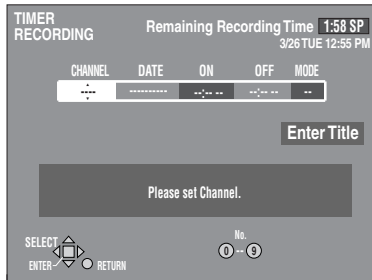 TIMER
RECORDING
Remaining Recording Time 1:58 SP
3/26 TUE 12:55 PM
CHANNEL DATE ON OFF MODE
---- ---------- --:-- -- --:-- -- --
Enter Title
Please set Channel.
SELECT
ENTER
RETURN
No.
0 -- 9